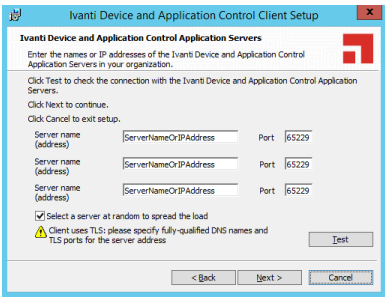 Ivanti Device and Application Control Client Setup
x
Ivanti Device and Application Control Application Servers
Enter the names or IP addresses of the Ivanti Device and Application Control
Application Servers in your organization.
Click Test to check the connection with the Ivanti Device and Application Control Application
Servers.
Click Next to continue.
Click Cancel to exit setup.
Server name
(address)
ServerNameOrIPAddress
Port
65229
Server name
(address)
ServerNameOrIPAddress
Port
65229
Server name
(address)
ServerNameOrIPAddress
Port
65229
Select a server at random to spread the load
Client uses TLS: please specify fully-qualified DNS names and
TLS ports for the server address
Test
< Back
Next >
Cancel